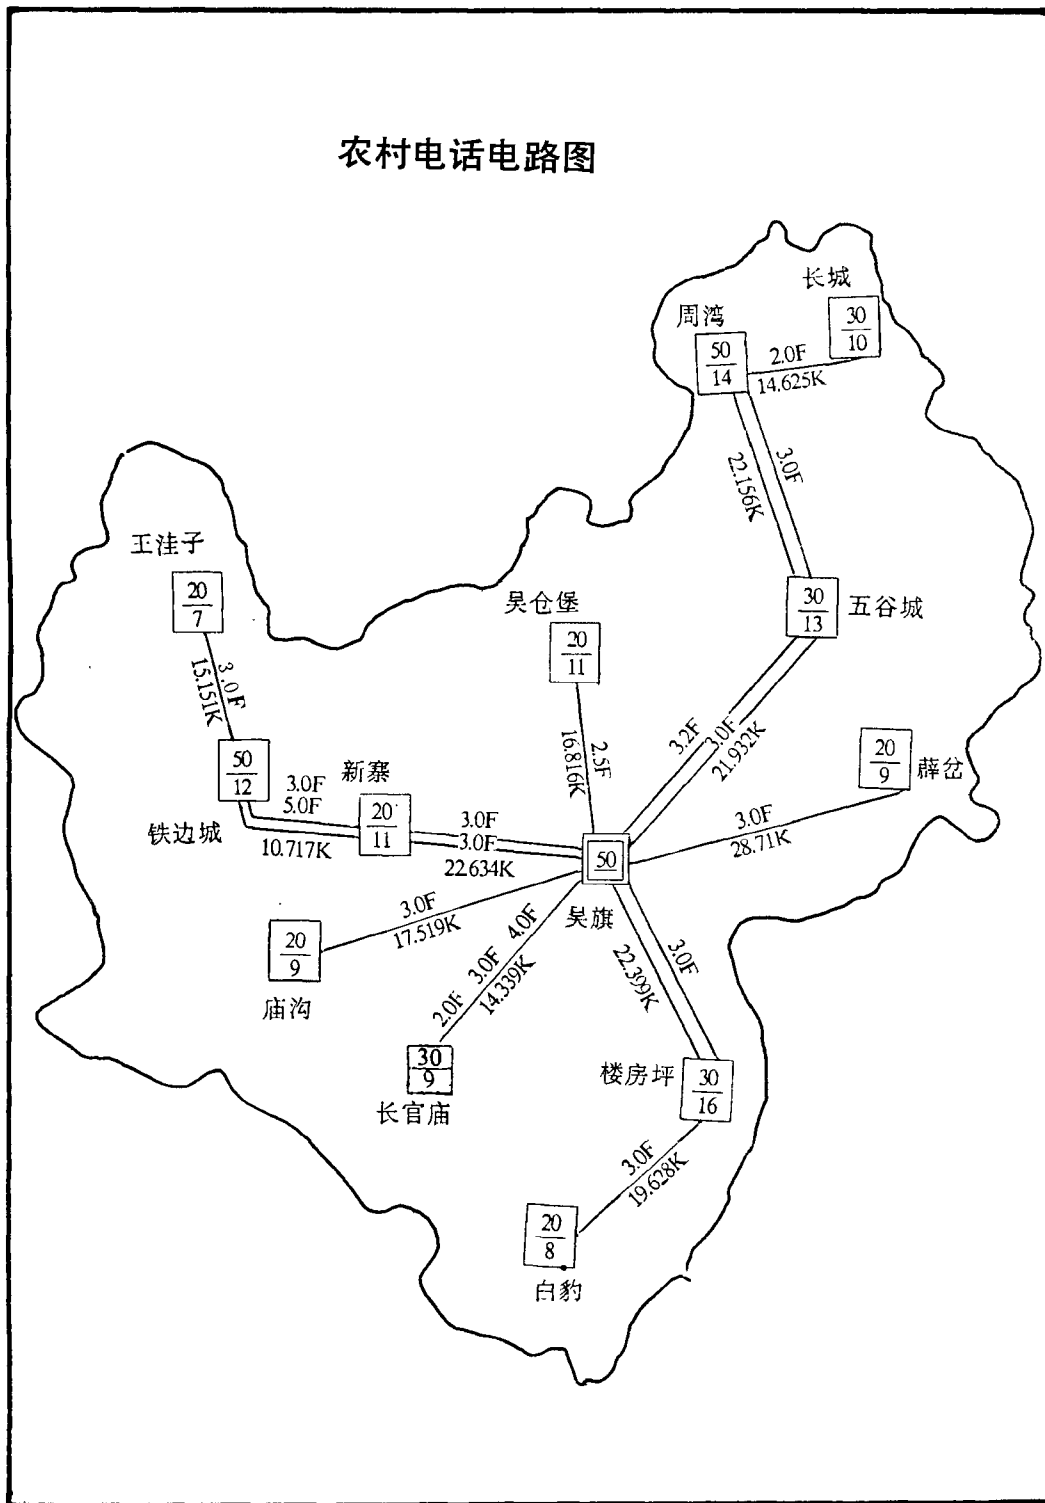 农村电话电路图
长城
30
10
周湾
50
14
2.0F
14.625K
3.0F
22.156K
王洼子
20
7
3.0F
15.151K
吴仓堡
20
11
2.5F
16.816K
30
13
五谷城
3.2F
3.0F
21.932K
20
9
薛岔
3.0F
28.71K
50
12
铁边城
3.0F
5.0F
10.717K
新寨
20
11
3.0F
3.0F
22.634K
50
吴旗
3.0F
17.519K
20
9
庙沟
2.0F 3.0F 4.0F
14.339K
30
9
长官庙
3.0F
22.399K
楼房坪
30
16
3.0F
19.628K
20
8
白豹